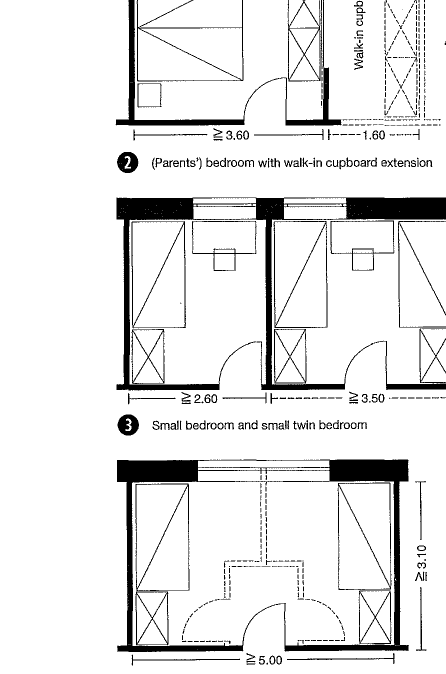 Walk-in cupb
≧ 3.60
1.60
2 (Parents') bedroom with walk-in cupboard extension
≧ 2.60
≧ 3.50
3 Small bedroom and small twin bedroom
≧ 3.10
≧ 5.00